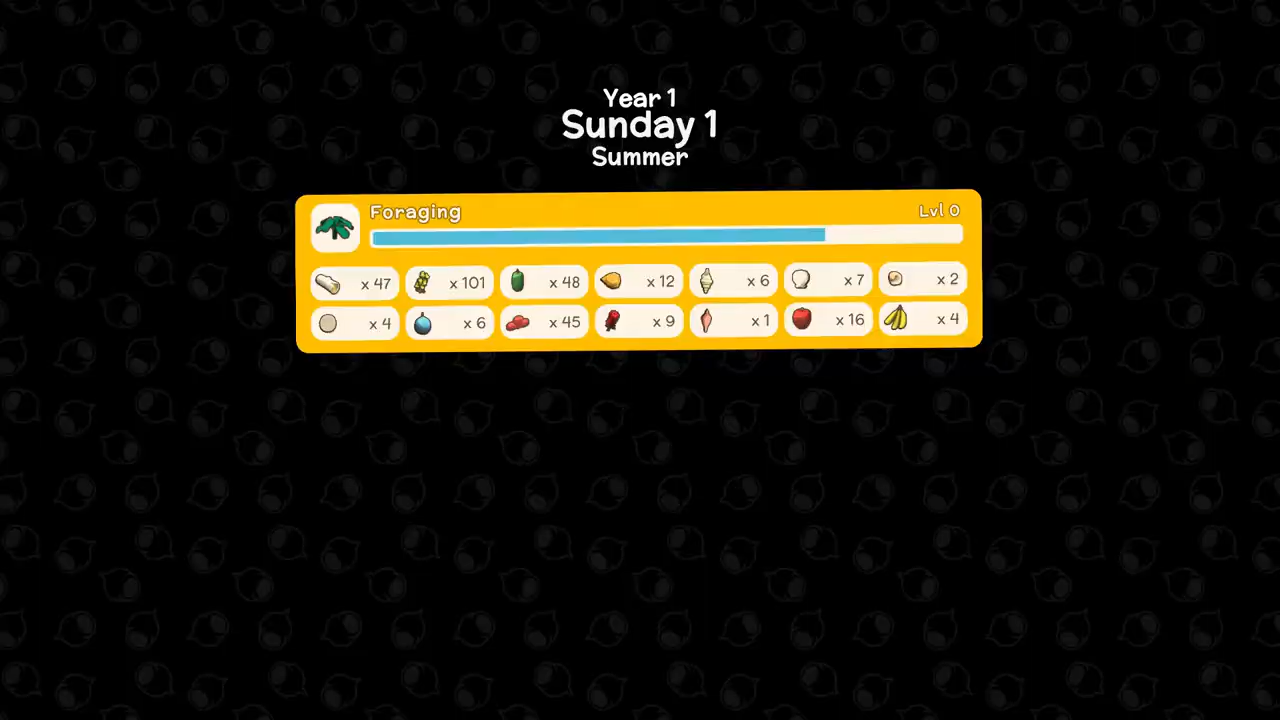 Year 1
Sunday 1
Summer
Foraging Lvl 0
x 47 x 101 x 48 x 12 x 6 x 7 x 2
x 4 x 6 x 45 x 9 x 1 x 16 x 4